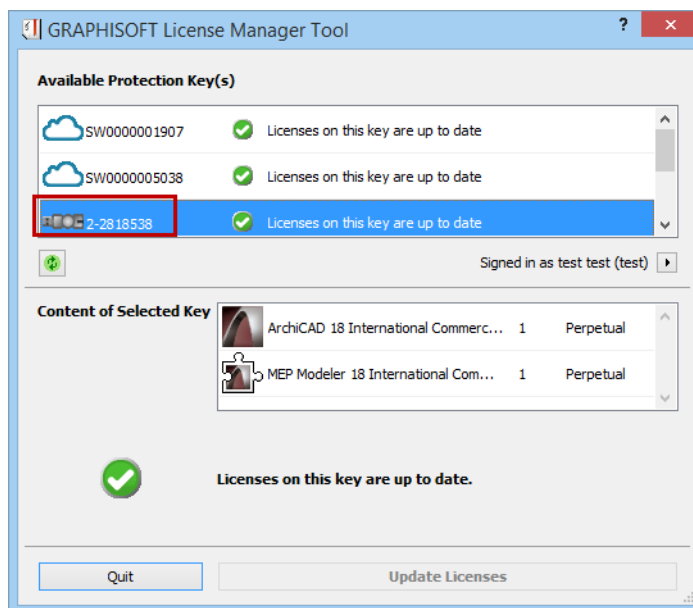 GRAPHISOFT License Manager Tool
Available Protection Key(s)
SW0000001907 Licenses on this key are up to date
SW0000005038 Licenses on this key are up to date
2-2818538 Licenses on this key are up to date
Signed in as test test (test)
Content of Selected Key
ArchiCAD 18 International Commerc... 1 Perpetual
MEP Modeler 18 International Com... 1 Perpetual
Licenses on this key are up to date.
Quit Update Licenses